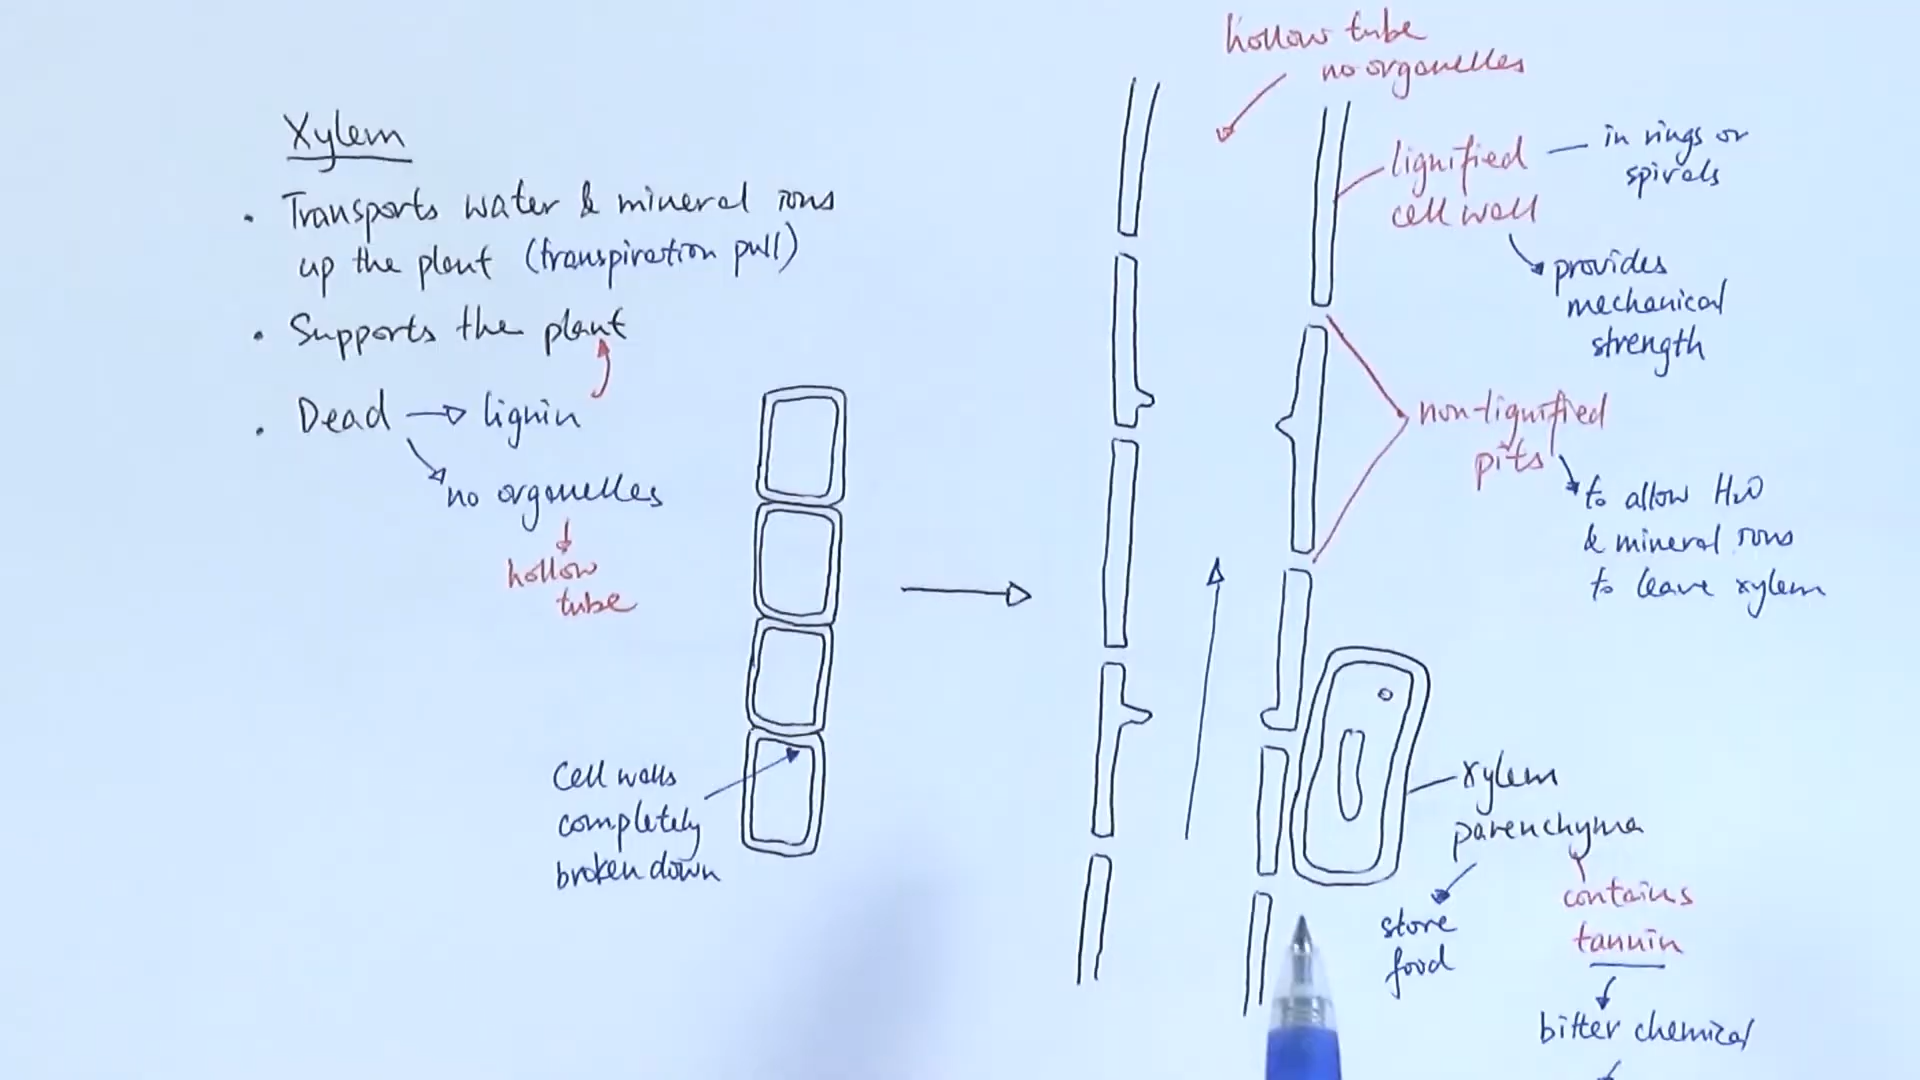 Xylem
• Transports water & mineral ions
up the plant (transpiration pull)
• Supports the plant
• Dead → lignin
no organelles
hollow
tube
Cell walls
completely
broken down
hollow tube
no organelles
lignified
cell wall
in rings or
spirals
provides
mechanical
strength
non-lignified
pits
to allow H₂O
& mineral ions
to leave xylem
xylem
parenchyma
store
food
contains
tannin
bitter chemical